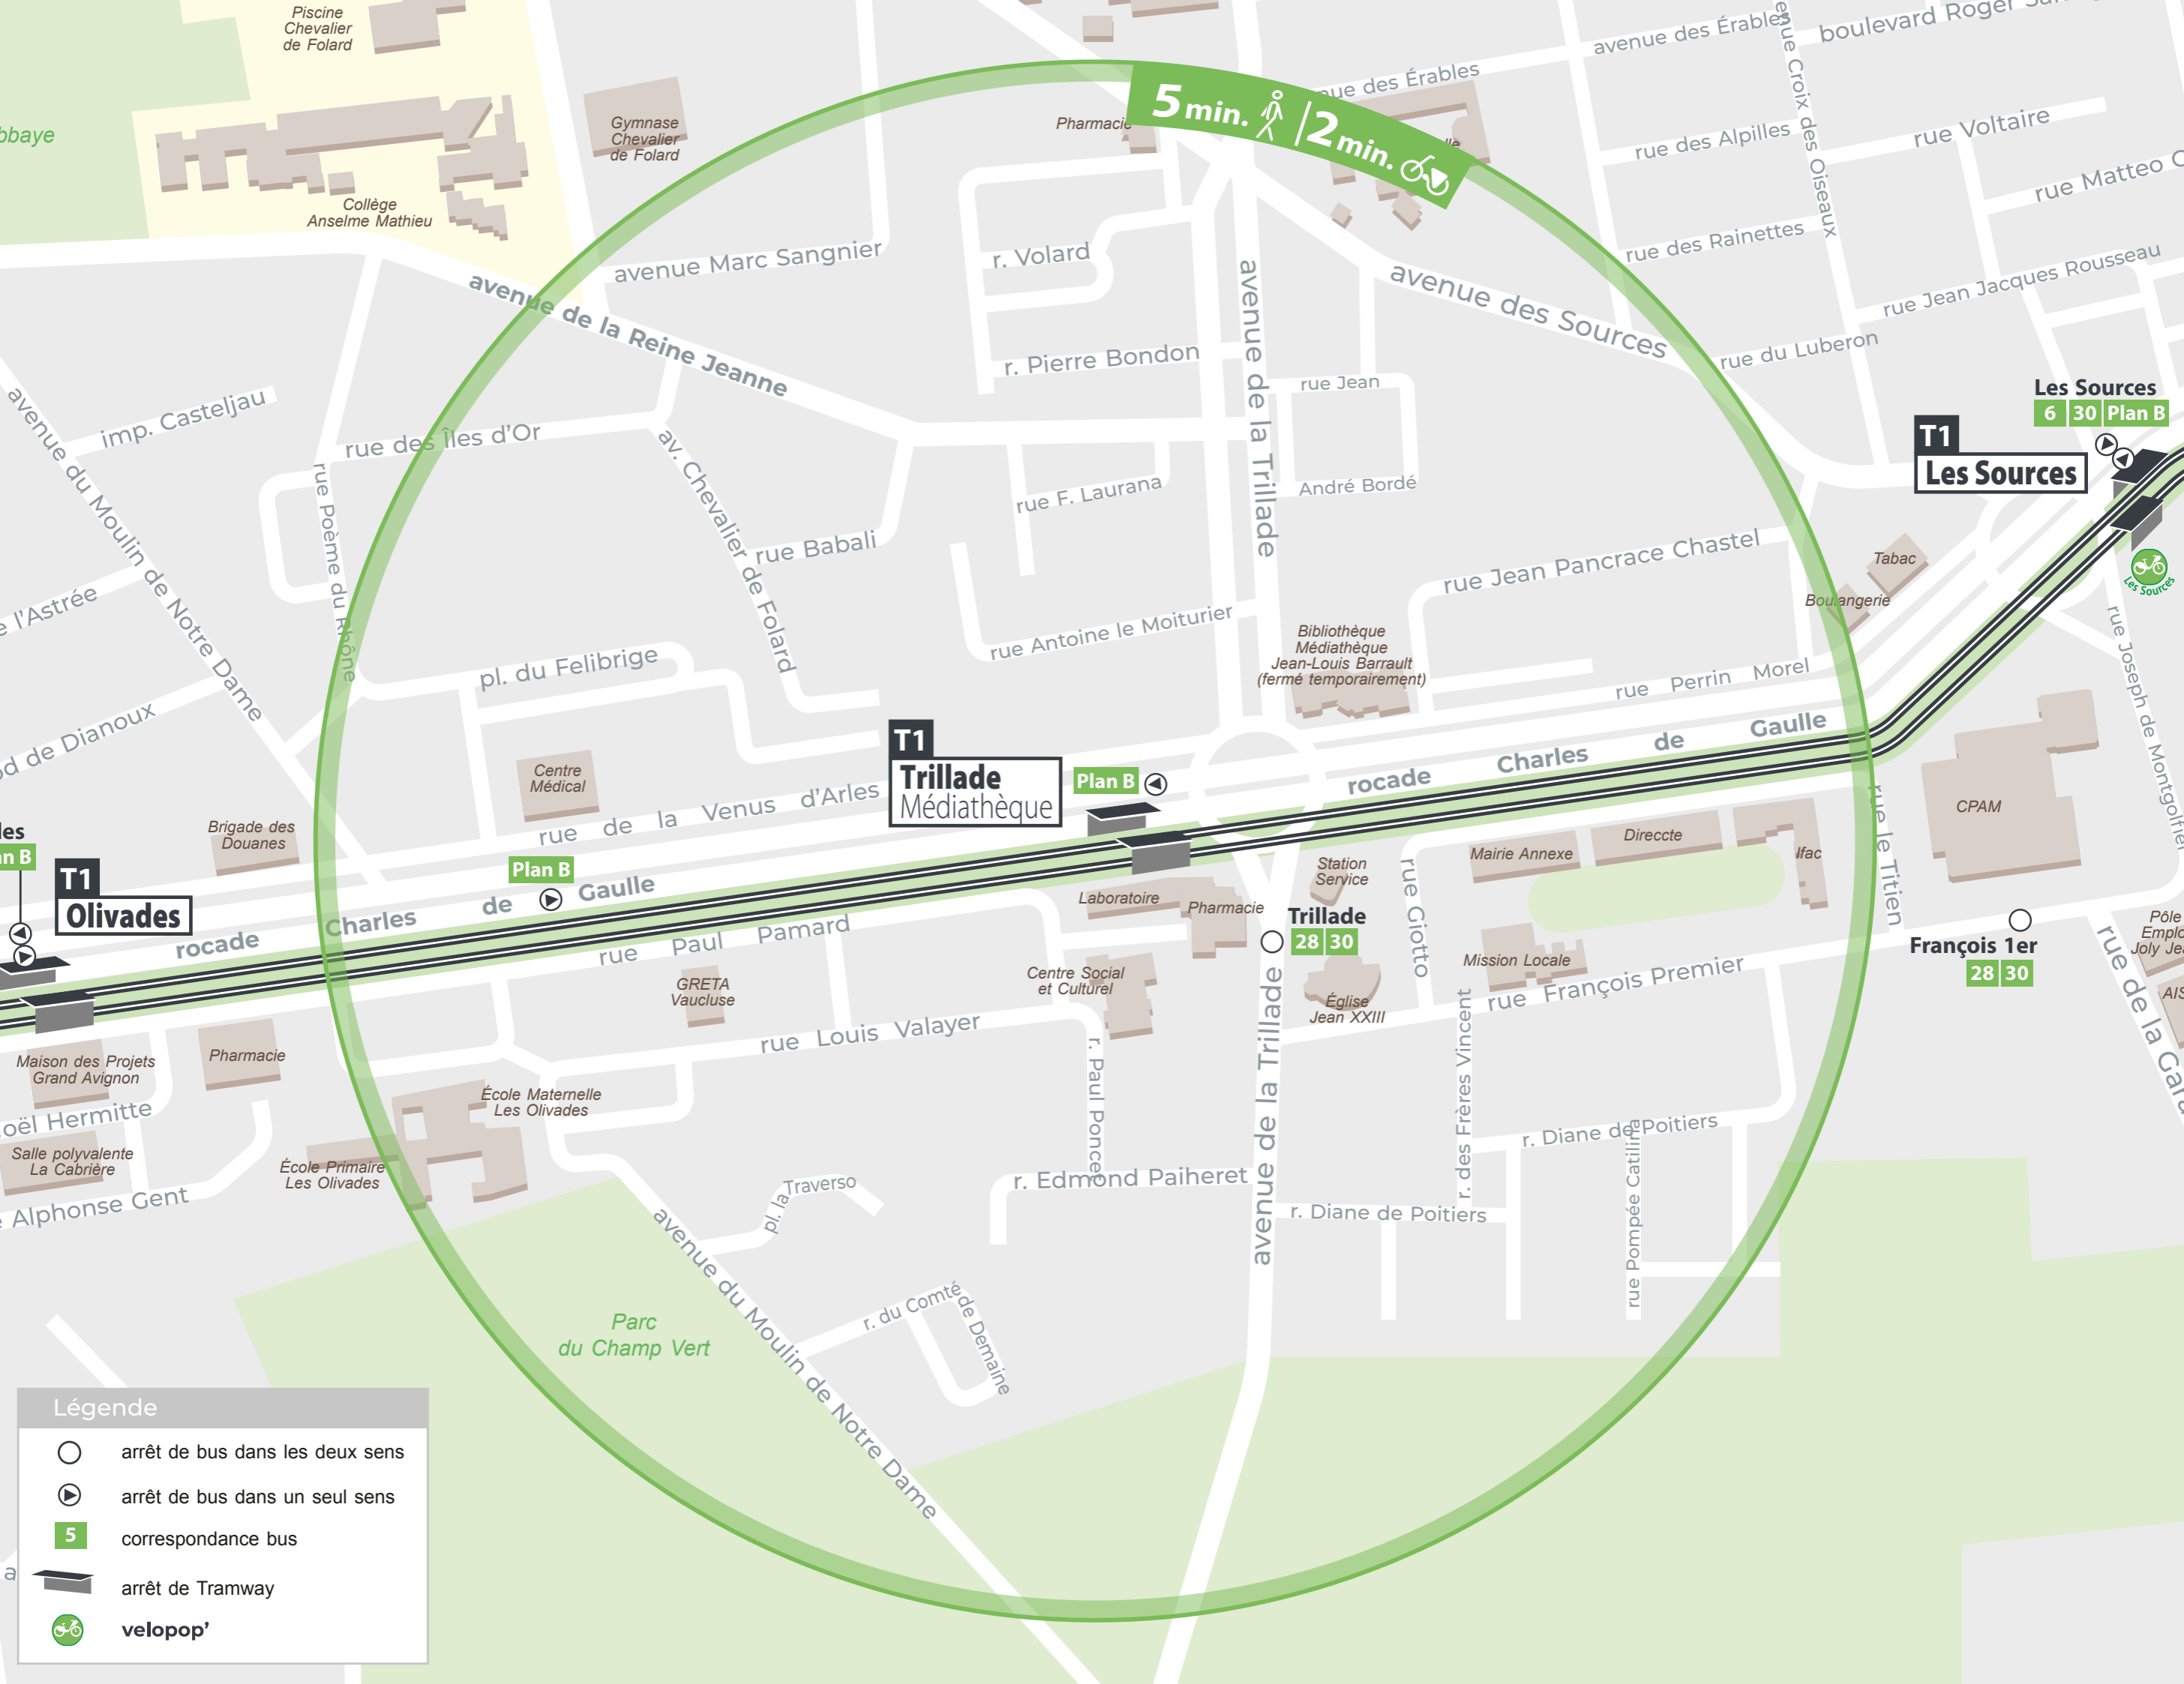 Piscine
Chevalier
de Folard
Collège
Anselme Mathieu
Gymnase
Chevalier
de Folard
Pharmacie
5 min. / 2 min.
avenue des Érables
boulevard Roger
rue des Alpilles
rue Voltaire
rue Matteo
rue des Rainettes
rue Jean Jacques Rousseau
rue du Luberon
avenue Marc Sangnier
r. Volard
avenue de la Reine Jeanne
avenue de la Trillade
avenue des Sources
r. Pierre Bondon
rue Jean
André Bordé
imp. Casteljau
rue des Îles d'Or
avenue du Moulin de Notre Dame
rue Poème du Rhône
av. Chevalier de Folard
rue Babali
rue F. Laurana
rue Antoine le Moiturier
rue Jean Pancrace Chastel
Les Sources
6 30 Plan B
T1
Les Sources
Les Sources
Tabac
Boulangerie
rue Joseph de Montgolfier
l'Astrée
de Dianoux
pl. du Felibrige
Bibliothèque
Médiathèque
Jean-Louis Barrault
(fermé temporairement)
rue Perrin Morel
rocade Charles de Gaulle
T1
Trillade
Médiathèque
Plan B
Centre
Médical
rue de la Venus d'Arles
Brigade des
Douanes
T1
Olivades
Plan B
rocade Charles de Gaulle
rue Paul Pamard
GRETA
Vaucluse
Laboratoire
Pharmacie
Station
Service
Trillade
28 30
rue Giotto
Mairie Annexe
Direccte
Ifac
CPAM
rue le Titien
François 1er
28 30
Pôle
Joly
rue de la
Mission Locale
Église
Jean XXIII
rue François Premier
Centre Social
et Culturel
rue Louis Valayer
r. Paul Poncet
Maison des Projets
Grand Avignon
Pharmacie
Hermitte
Salle polyvalente
La Cabrière
Alphonse Gent
École Maternelle
Les Olivades
École Primaire
Les Olivades
r. des Frères Vincent
r. Diane de Poitiers
rue Pompée Catilina
avenue de la Trillade
r. Edmond Paiheret
r. Diane de Poitiers
pl. la Traverso
avenue du Moulin de Notre Dame
r. du Comté de Demaine
Parc
du Champ Vert
Légende
arrêt de bus dans les deux sens
arrêt de bus dans un seul sens
5 correspondance bus
arrêt de Tramway
velopop'